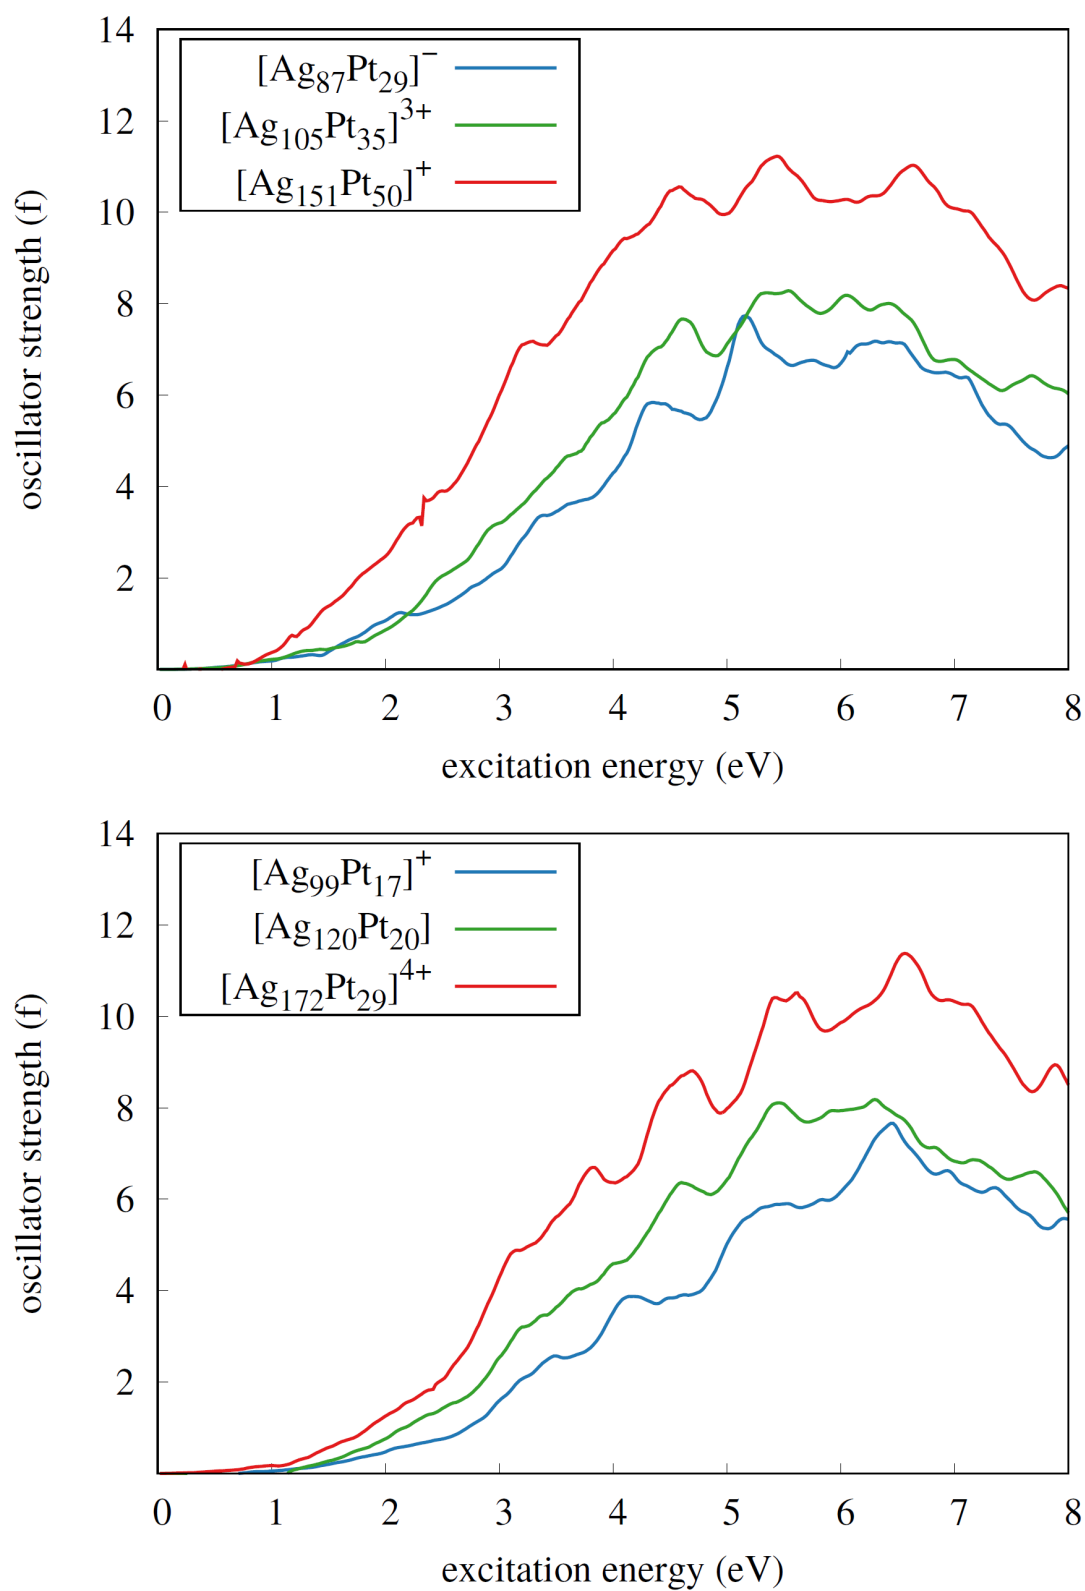 14
12
10
8
6
4
2
oscillator strength (f)
[Ag₈₇Pt₂₉]⁻
[Ag₁₀₅Pt₃₅]³⁺
[Ag₁₅₁Pt₅₀]⁺
0 1 2 3 4 5 6 7 8
excitation energy (eV)
14
12
10
8
6
4
2
oscillator strength (f)
[Ag₉₉Pt₁₇]⁺
[Ag₁₂₀Pt₂₀]
[Ag₁₇₂Pt₂₉]⁴⁺
0 1 2 3 4 5 6 7 8
excitation energy (eV)